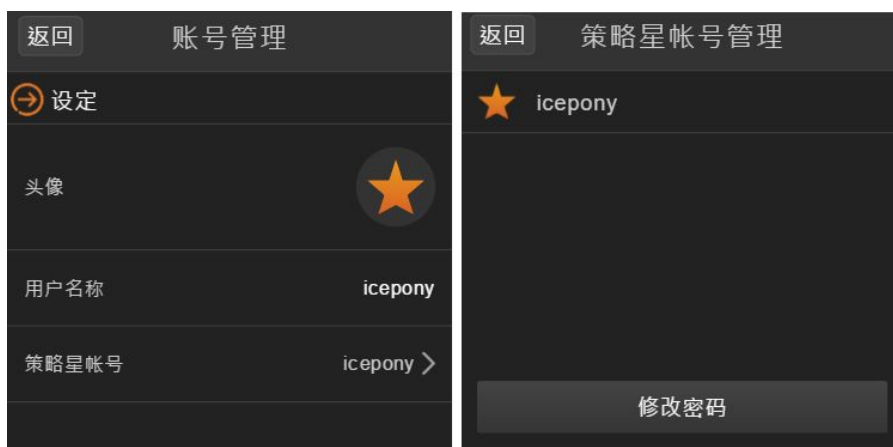 返回
账号管理
设定
头像
用户名称 icepony
策略星帐号 icepony
返回
策略星帐号管理
icepony
修改密码